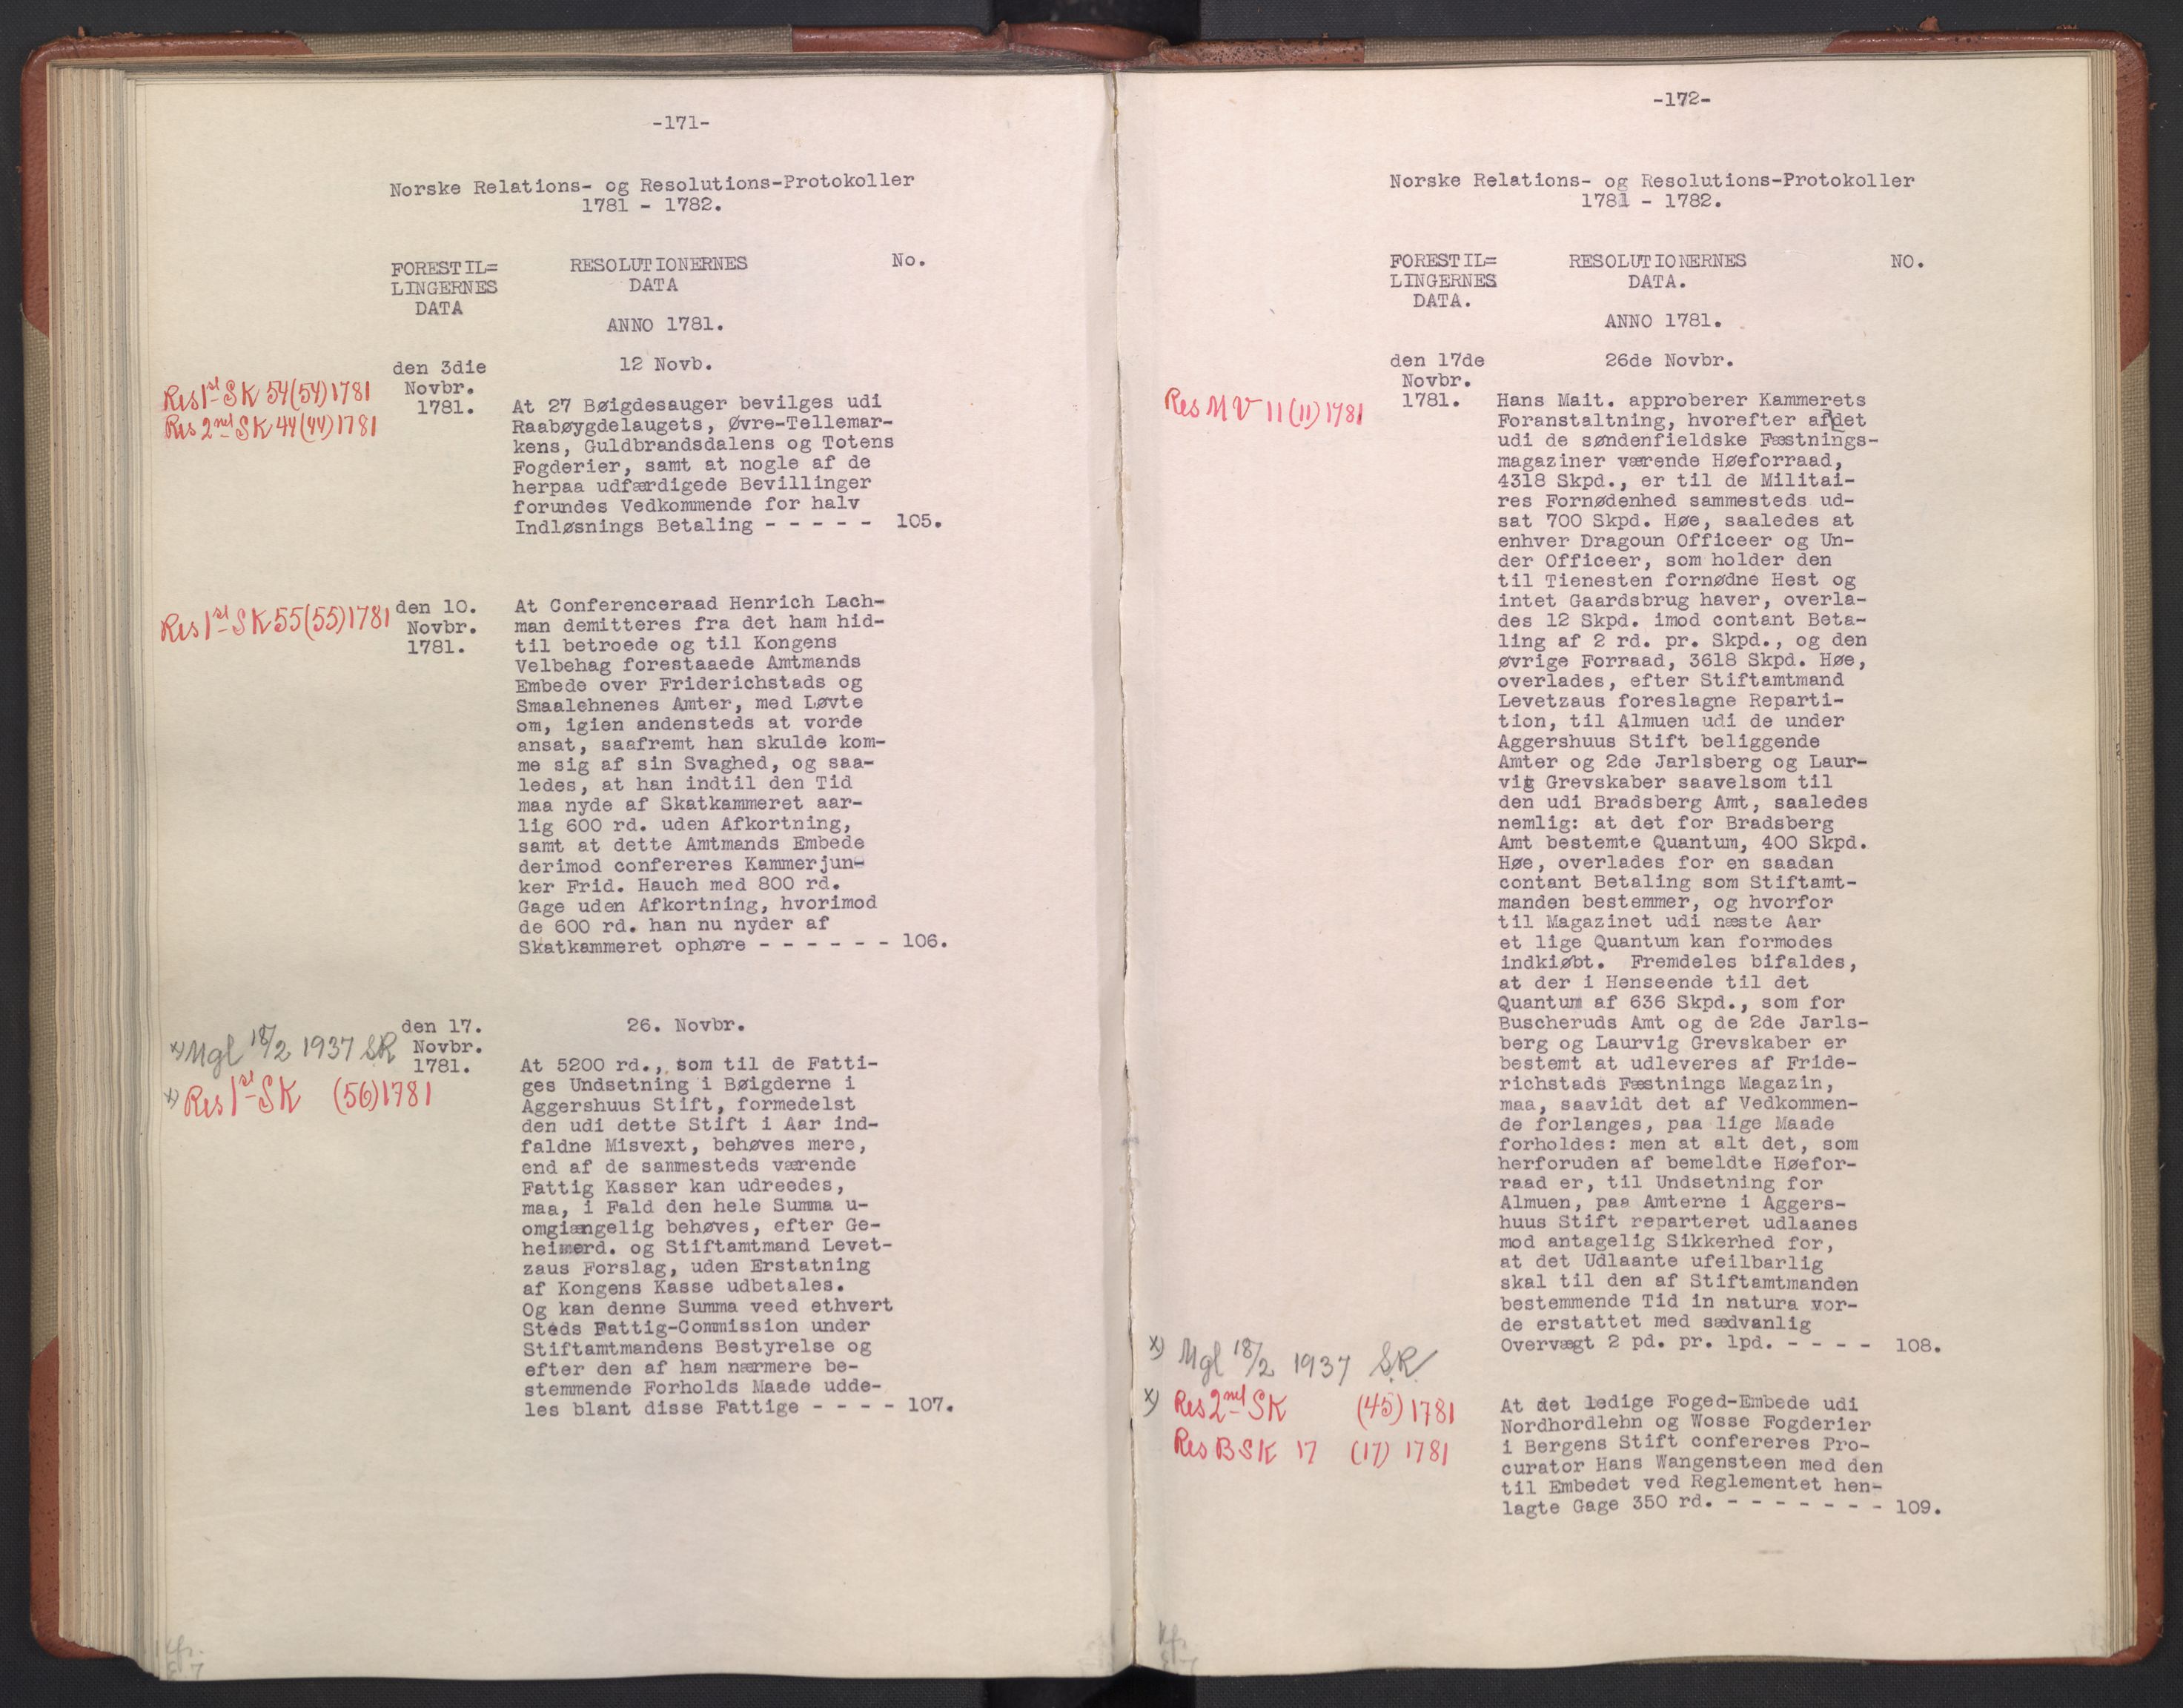 -171-
Norske Relations- og Resolutions-Protokoller
1781 - 1782.
FORESTIL=
LINGERNES
DATA
RESOLUTIONERNES
DATA
No.
ANNO 1781.
den 3die
Novbr.
1781.
12 Novb.
Res 1st SK 54(54)1781
Res 2net SK 44(44)1781
At 27 Bøigdesauger bevilges udi
Raabøygdelaugets, Øvre-Tellemar-
kens, Guldbrandsdalens og Totens
Fogderier, samt at nogle af de
herpaa udfærdigede Bevillinger
forundes Vedkommende for halv
Indløsnings Betaling - - - - - 105.
Res 1st SK 55(55)1781
den 10.
Novbr.
1781.
At Conferenceraad Henrich Lach-
man demitteres fra det ham hid-
til betroede og til Kongens
Velbehag forestaaede Amtmands
Embede over Friderichstads og
Smaalehnenes Amter, med Løvte
om, igien andensteds at vorde
ansat, saafremt han skulde kom-
me sig af sin Svaghed, og saa-
ledes, at han indtil den Tid
maa nyde af Skatkammeret aar-
lig 600 rd. uden Afkortning,
samt at dette Amtmands Embede
derimod confereres Kammerjun-
ker Frid. Hauch med 800 rd.
Gage uden Afkortning, hvorimod
de 600 rd. han nu nyder af
Skatkammeret ophøre - - - - - - 106.
x) Mgl 18/2 1937 SR
x) Res 1st SK (56)1781
den 17.
Novbr.
1781.
26. Novbr.
At 5200 rd., som til de Fatti-
ges Undsetning i Bøigderne i
Aggershuus Stift, formedelst
den udi dette Stift i Aar ind-
faldne Misvext, behøves mere,
end af de sammesteds værende
Fattig Kasser kan udreedes,
maa, i Fald den hele Summa u-
omgiængelig behøves, efter Ge-
heimerd. og Stiftamtmand Levet-
zaus Forslag, uden Erstatning
af Kongens Kasse udbetales.
Og kan denne Summa veed ethvert
Steds Fattig-Commission under
Stiftamtmandens Bestyrelse og
efter den af ham nærmere be-
stemmende Forholds Maade udde-
les blant disse Fattige - - - - 107.
-172-
Norske Relations- og Resolutions-Protokoller
1781 - 1782.
FORESTIL=
LINGERNES
DATA.
RESOLUTIONERNES
DATA.
NO.
ANNO 1781.
den 17de
Novbr.
1781.
26de Novbr.
Res MV 11(11)1781
Hans Mait. approberer Kammerets
Foranstaltning, hvorefter af det
udi de søndenfieldske Fæstnings-
magaziner værende Høeforraad,
4318 Skpd., er til de Militai-
res Fornødenhed sammesteds ud-
sat 700 Skpd. Høe, saaledes at
enhver Dragoun Officeer og Un-
der Officeer, som holder den
til Tienesten fornødne Hest og
intet Gaardsbrug haver, overla-
des 12 Skpd. imod contant Beta-
ling af 2 rd. pr. Skpd., og den
øvrige Forraad, 3618 Skpd. Høe,
overlades, efter Stiftamtmand
Levetzaus foreslagne Reparti-
tion, til Almuen udi de under
Aggershuus Stift beliggende
Amter og 2de Jarlsberg og Laur-
vig Grevskaber saavelsom til
den udi Bradsberg Amt, saaledes
nemlig: at det for Bradsberg
Amt bestemte Quantum, 400 Skpd.
Høe, overlades for en saadan
contant Betaling som Stiftamt-
manden bestemmer, og hvorfor
til Magazinet udi næste Aar
et lige Quantum kan formodes
indkiøbt. Fremdeles bifaldes,
at der i Henseende til det
Quantum af 636 Skpd., som for
Buscheruds Amt og de 2de Jarls-
berg og Laurvig Grevskaber er
bestemt at udleveres af Fride-
richstads Fæstnings Magazin,
maa, saavidt det af Vedkommen-
de forlanges, paa lige Maade
forholdes: men at alt det, som
herforuden af bemeldte Høefor-
raad er, til Undsetning for
Almuen, paa Amterne i Aggers-
huus Stift reparteret udlaanes
mod antagelig Sikkerhed for,
at det Udlaante ufeilbarlig
skal til den af Stiftamtmanden
bestemmende Tid in natura vor-
de erstattet med sædvanlig
Overvægt 2 pd. pr. lpd. - - - - 108.
x) Mgl 18/2 1937 SR
x) Res 2net SK (45)1781
Res BSK 17 (17) 1781
At det ledige Foged-Embede udi
Nordhordlehn og Wosse Fogderier
i Bergens Stift confereres Pro-
curator Hans Wangensteen med den
til Embedet ved Reglementet hen-
lagte Gage 350 rd. - - - - - - - 109.